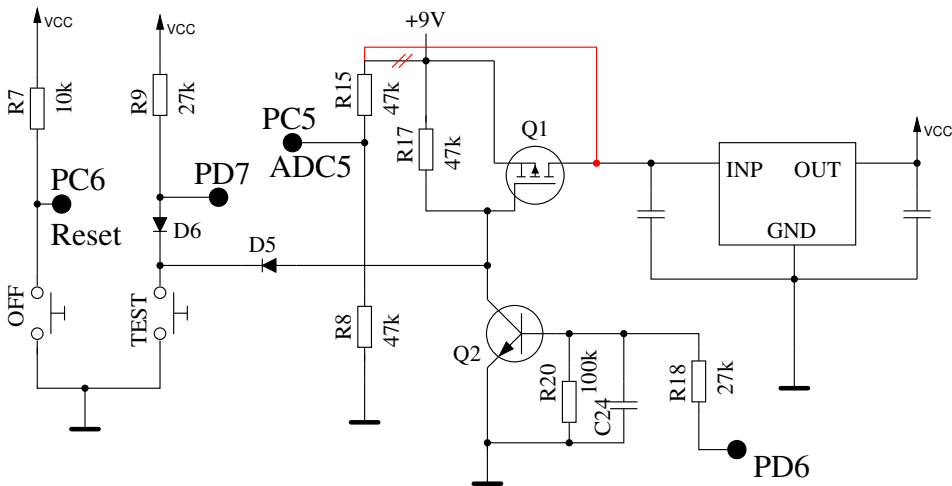 VCC
VCC
+9V
R7
10k
R9
27k
R15
47k
R17
47k
Q1
VCC
PC5
ADC5
INP
OUT
GND
PC6
Reset
PD7
D6
D5
OFF
TEST
R8
47k
Q2
R20
100k
C24
R18
27k
PD6